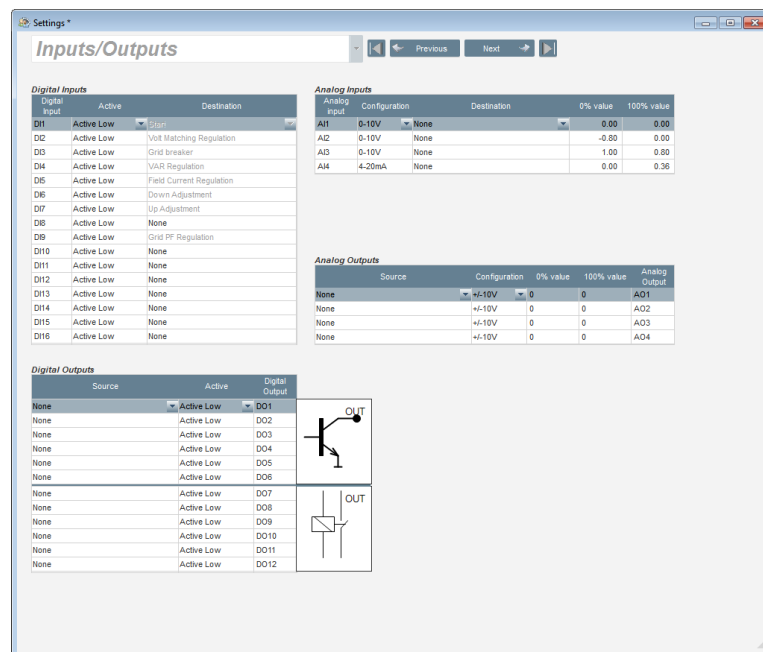 Settings *
Inputs/Outputs
Previous
Next
Digital Inputs
Digital Input Active Destination
DI1 Active Low Start
DI2 Active Low Volt Matching Regulation
DI3 Active Low Grid breaker
DI4 Active Low VAR Regulation
DI5 Active Low Field Current Regulation
DI6 Active Low Down Adjustment
DI7 Active Low Up Adjustment
DI8 Active Low None
DI9 Active Low Grid PF Regulation
DI10 Active Low None
DI11 Active Low None
DI12 Active Low None
DI13 Active Low None
DI14 Active Low None
DI15 Active Low None
DI16 Active Low None
Analog Inputs
Analog input Configuration Destination 0% value 100% value
AI1 0-10V None 0.00 0.00
AI2 0-10V None -0.80 0.00
AI3 0-10V None 1.00 0.80
AI4 4-20mA None 0.00 0.36
Analog Outputs
Source Configuration 0% value 100% value Analog Output
None +/-10V 0 0 AO1
None +/-10V 0 0 AO2
None +/-10V 0 0 AO3
None +/-10V 0 0 AO4
Digital Outputs
Source Active Digital Output
None Active Low DO1
None Active Low DO2
None Active Low DO3
None Active Low DO4
None Active Low DO5
None Active Low DO6
None Active Low DO7
None Active Low DO8
None Active Low DO9
None Active Low DO10
None Active Low DO11
None Active Low DO12
OUT
OUT